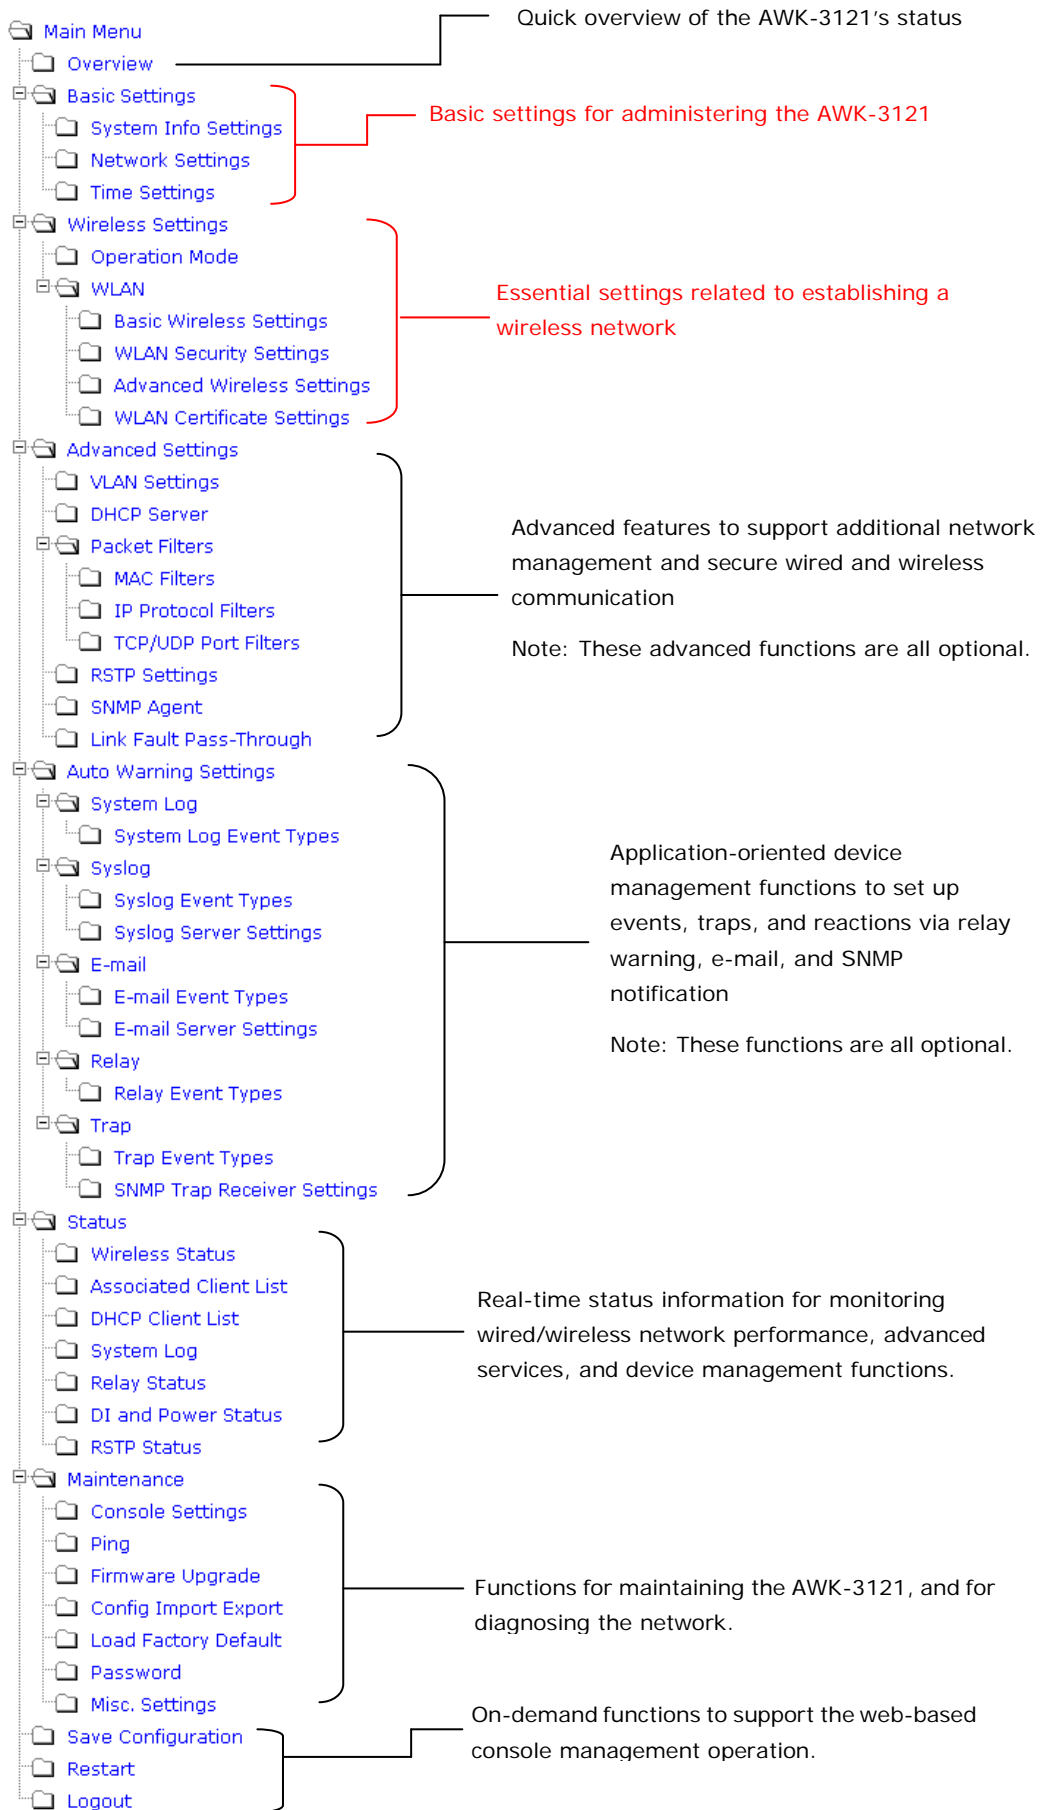 Quick overview of the AWK-3121's status
Main Menu
Overview
Basic Settings
Basic settings for administering the AWK-3121
System Info Settings
Network Settings
Time Settings
Wireless Settings
Operation Mode
WLAN
Essential settings related to establishing a
wireless network
Basic Wireless Settings
WLAN Security Settings
Advanced Wireless Settings
WLAN Certificate Settings
Advanced Settings
VLAN Settings
DHCP Server
Packet Filters
MAC Filters
IP Protocol Filters
TCP/UDP Port Filters
RSTP Settings
SNMP Agent
Link Fault Pass-Through
Advanced features to support additional network
management and secure wired and wireless
communication
Note: These advanced functions are all optional.
Auto Warning Settings
System Log
System Log Event Types
Syslog
Syslog Event Types
Syslog Server Settings
E-mail
E-mail Event Types
E-mail Server Settings
Relay
Relay Event Types
Trap
Trap Event Types
SNMP Trap Receiver Settings
Application-oriented device
management functions to set up
events, traps, and reactions via relay
warning, e-mail, and SNMP
notification
Note: These functions are all optional.
Status
Wireless Status
Associated Client List
DHCP Client List
System Log
Relay Status
DI and Power Status
RSTP Status
Real-time status information for monitoring
wired/wireless network performance, advanced
services, and device management functions.
Maintenance
Console Settings
Ping
Firmware Upgrade
Config Import Export
Load Factory Default
Password
Misc. Settings
Functions for maintaining the AWK-3121, and for
diagnosing the network.
Save Configuration
Restart
Logout
On-demand functions to support the web-based
console management operation.